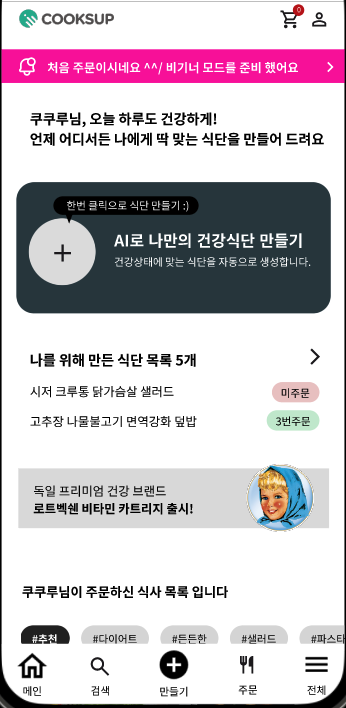 COOKSUP
0
처음 주문이시네요 ^^/ 비기너 모드를 준비 했어요
쿠쿠루님, 오늘 하루도 건강하게!
언제 어디서든 나에게 딱 맞는 식단을 만들어 드려요
한번 클릭으로 식단 만들기 :)
AI로 나만의 건강식단 만들기
건강상태에 맞는 식단을 자동으로 생성합니다.
나를 위해 만든 식단 목록 5개
시저 크루통 닭가슴살 샐러드 미주문
고추장 나물불고기 면역강화 덮밥 3번주문
독일 프리미엄 건강 브랜드
로트벡쉔 비타민 카트리지 출시!
쿠쿠루님이 주문하신 식사 목록 입니다
#추천 #다이어트 #든든한 #샐러드 #파스타
메인 검색 만들기 주문 전체